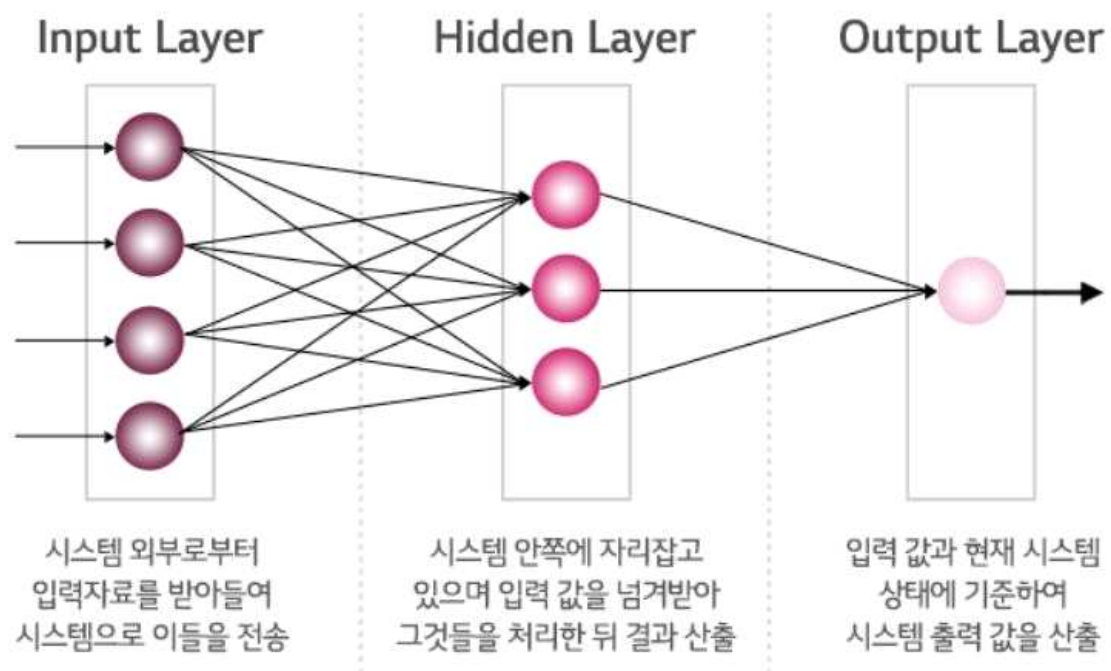 Input Layer
Hidden Layer
Output Layer
시스템 외부로부터
입력자료를 받아들여
시스템으로 이들을 전송
시스템 안쪽에 자리잡고
있으며 입력 값을 넘겨받아
그것들을 처리한 뒤 결과 산출
입력 값과 현재 시스템
상태에 기준하여
시스템 출력 값을 산출